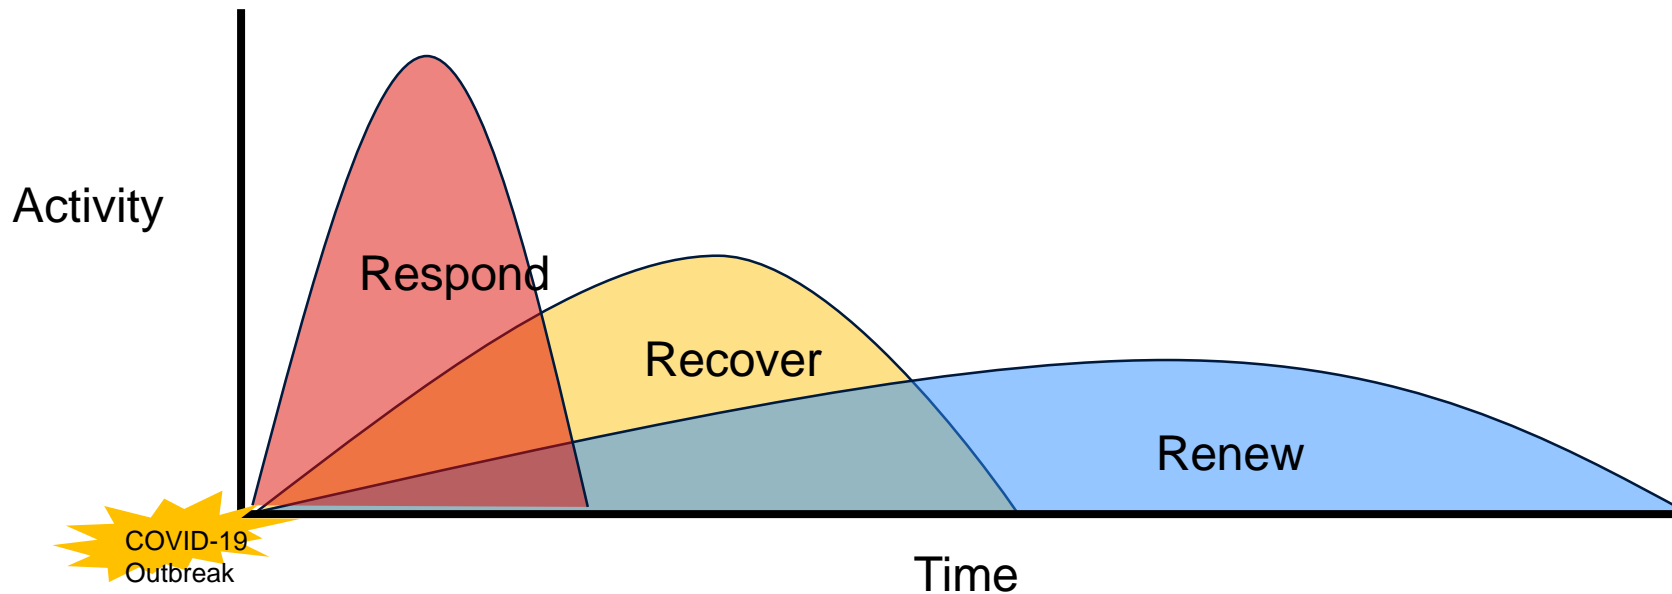 Activity
Respond
Recover
Renew
COVID-19
Outbreak
Time